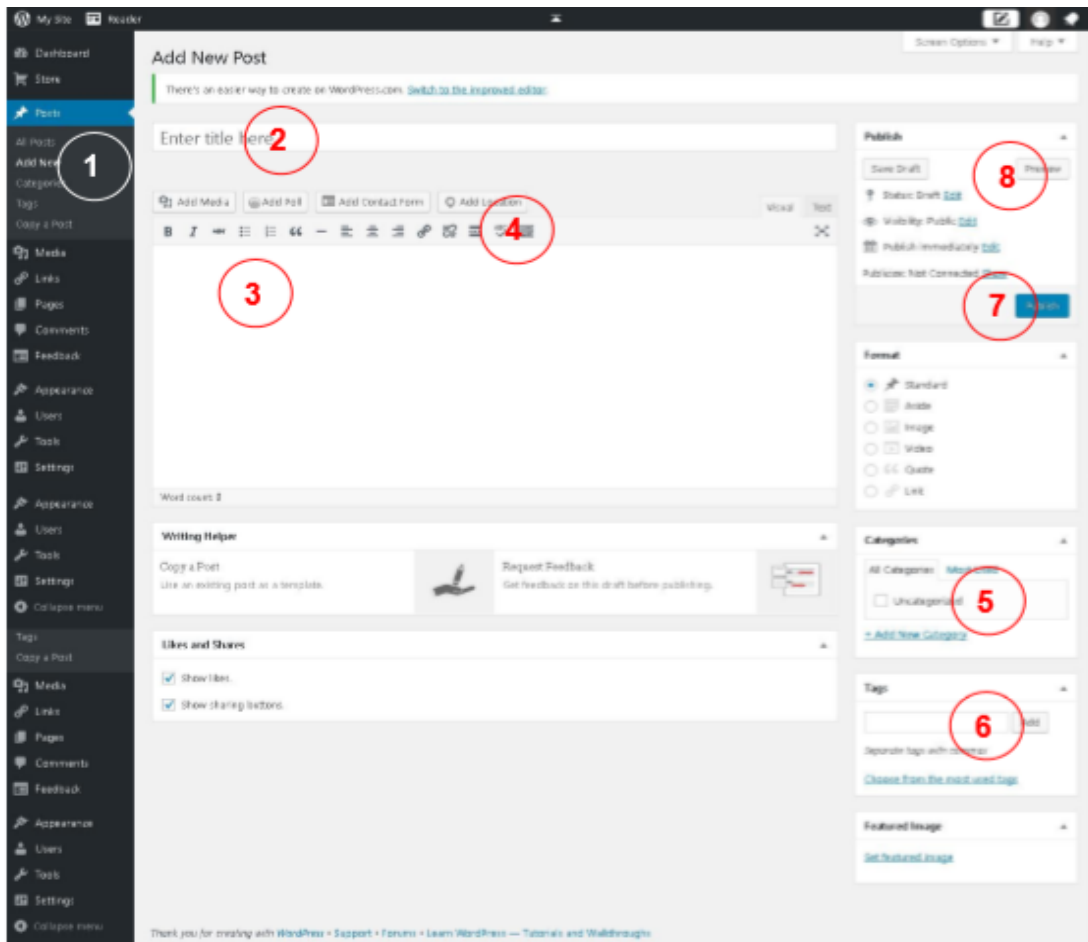 My Site Reader
Screen Options Help
Dashboard
Store
Posts
All Posts
Add New
Categories
Tags
Copy a Post
Media
Links
Pages
Comments
Feedback
Appearance
Users
Tools
Settings
Appearance
Users
Tools
Settings
Collapse menu
Tags
Copy a Post
Media
Links
Pages
Comments
Feedback
Appearance
Users
Tools
Settings
Collapse menu
1
Add New Post
There's an easier way to create on WordPress.com. Switch to the improved editor.
Enter title here
2
Add Media Add Poll Add Contact Form Add Location
Visual Text
B I
4
3
Word count: 0
Writing Helper
Copy a Post
Use an existing post as a template.
Request Feedback
Get feedback on this draft before publishing.
Likes and Shares
Show likes.
Show sharing buttons.
Publish
Save Draft Preview
8
Status: Draft Edit
Visibility: Public Edit
Publish immediately Edit
Publicize: Not Connected
7
Publish
Format
Standard
Aside
Image
Video
Quote
Link
Categories
All Categories Most Used
Uncategorized
5
+ Add New Category
Tags
Add
6
Separate tags with commas
Choose from the most used tags
Featured Image
Set featured image
Thank you for creating with WordPress • Support • Forums • Learn WordPress — Tutorials and Walkthroughs